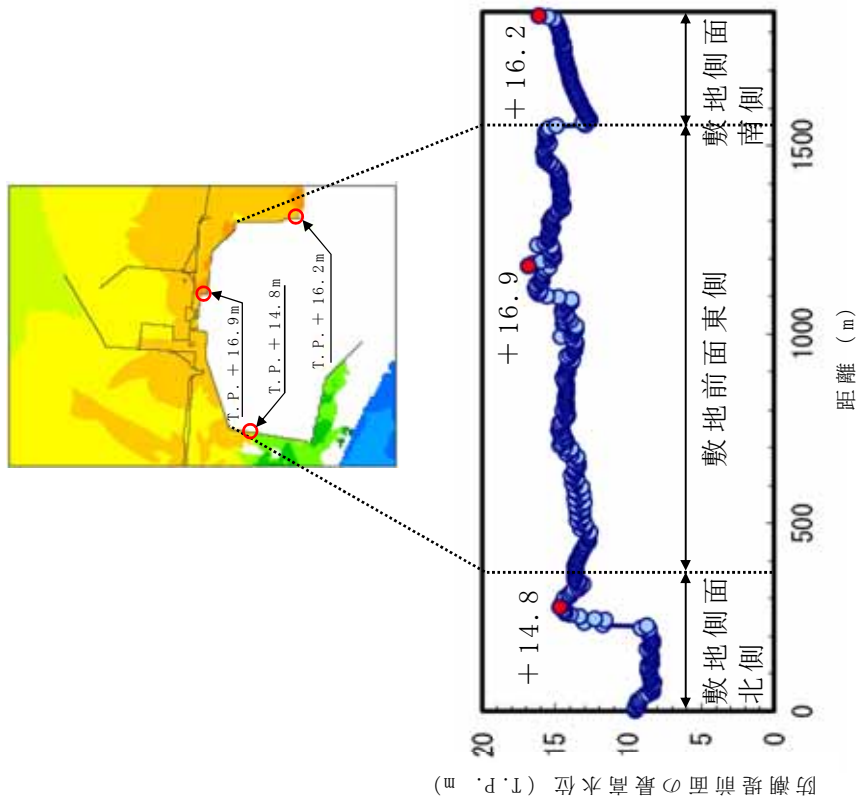 T.P.＋16.9m
T.P.＋14.8m
T.P.＋16.2m
＋14.8
＋16.9
＋16.2
敷地側面
北側
敷地前面東側
敷地側面
南側
20
15
10
5
0
0
500
1000
1500
距離（m）
防潮堤前面の最高水位（T.P. m）